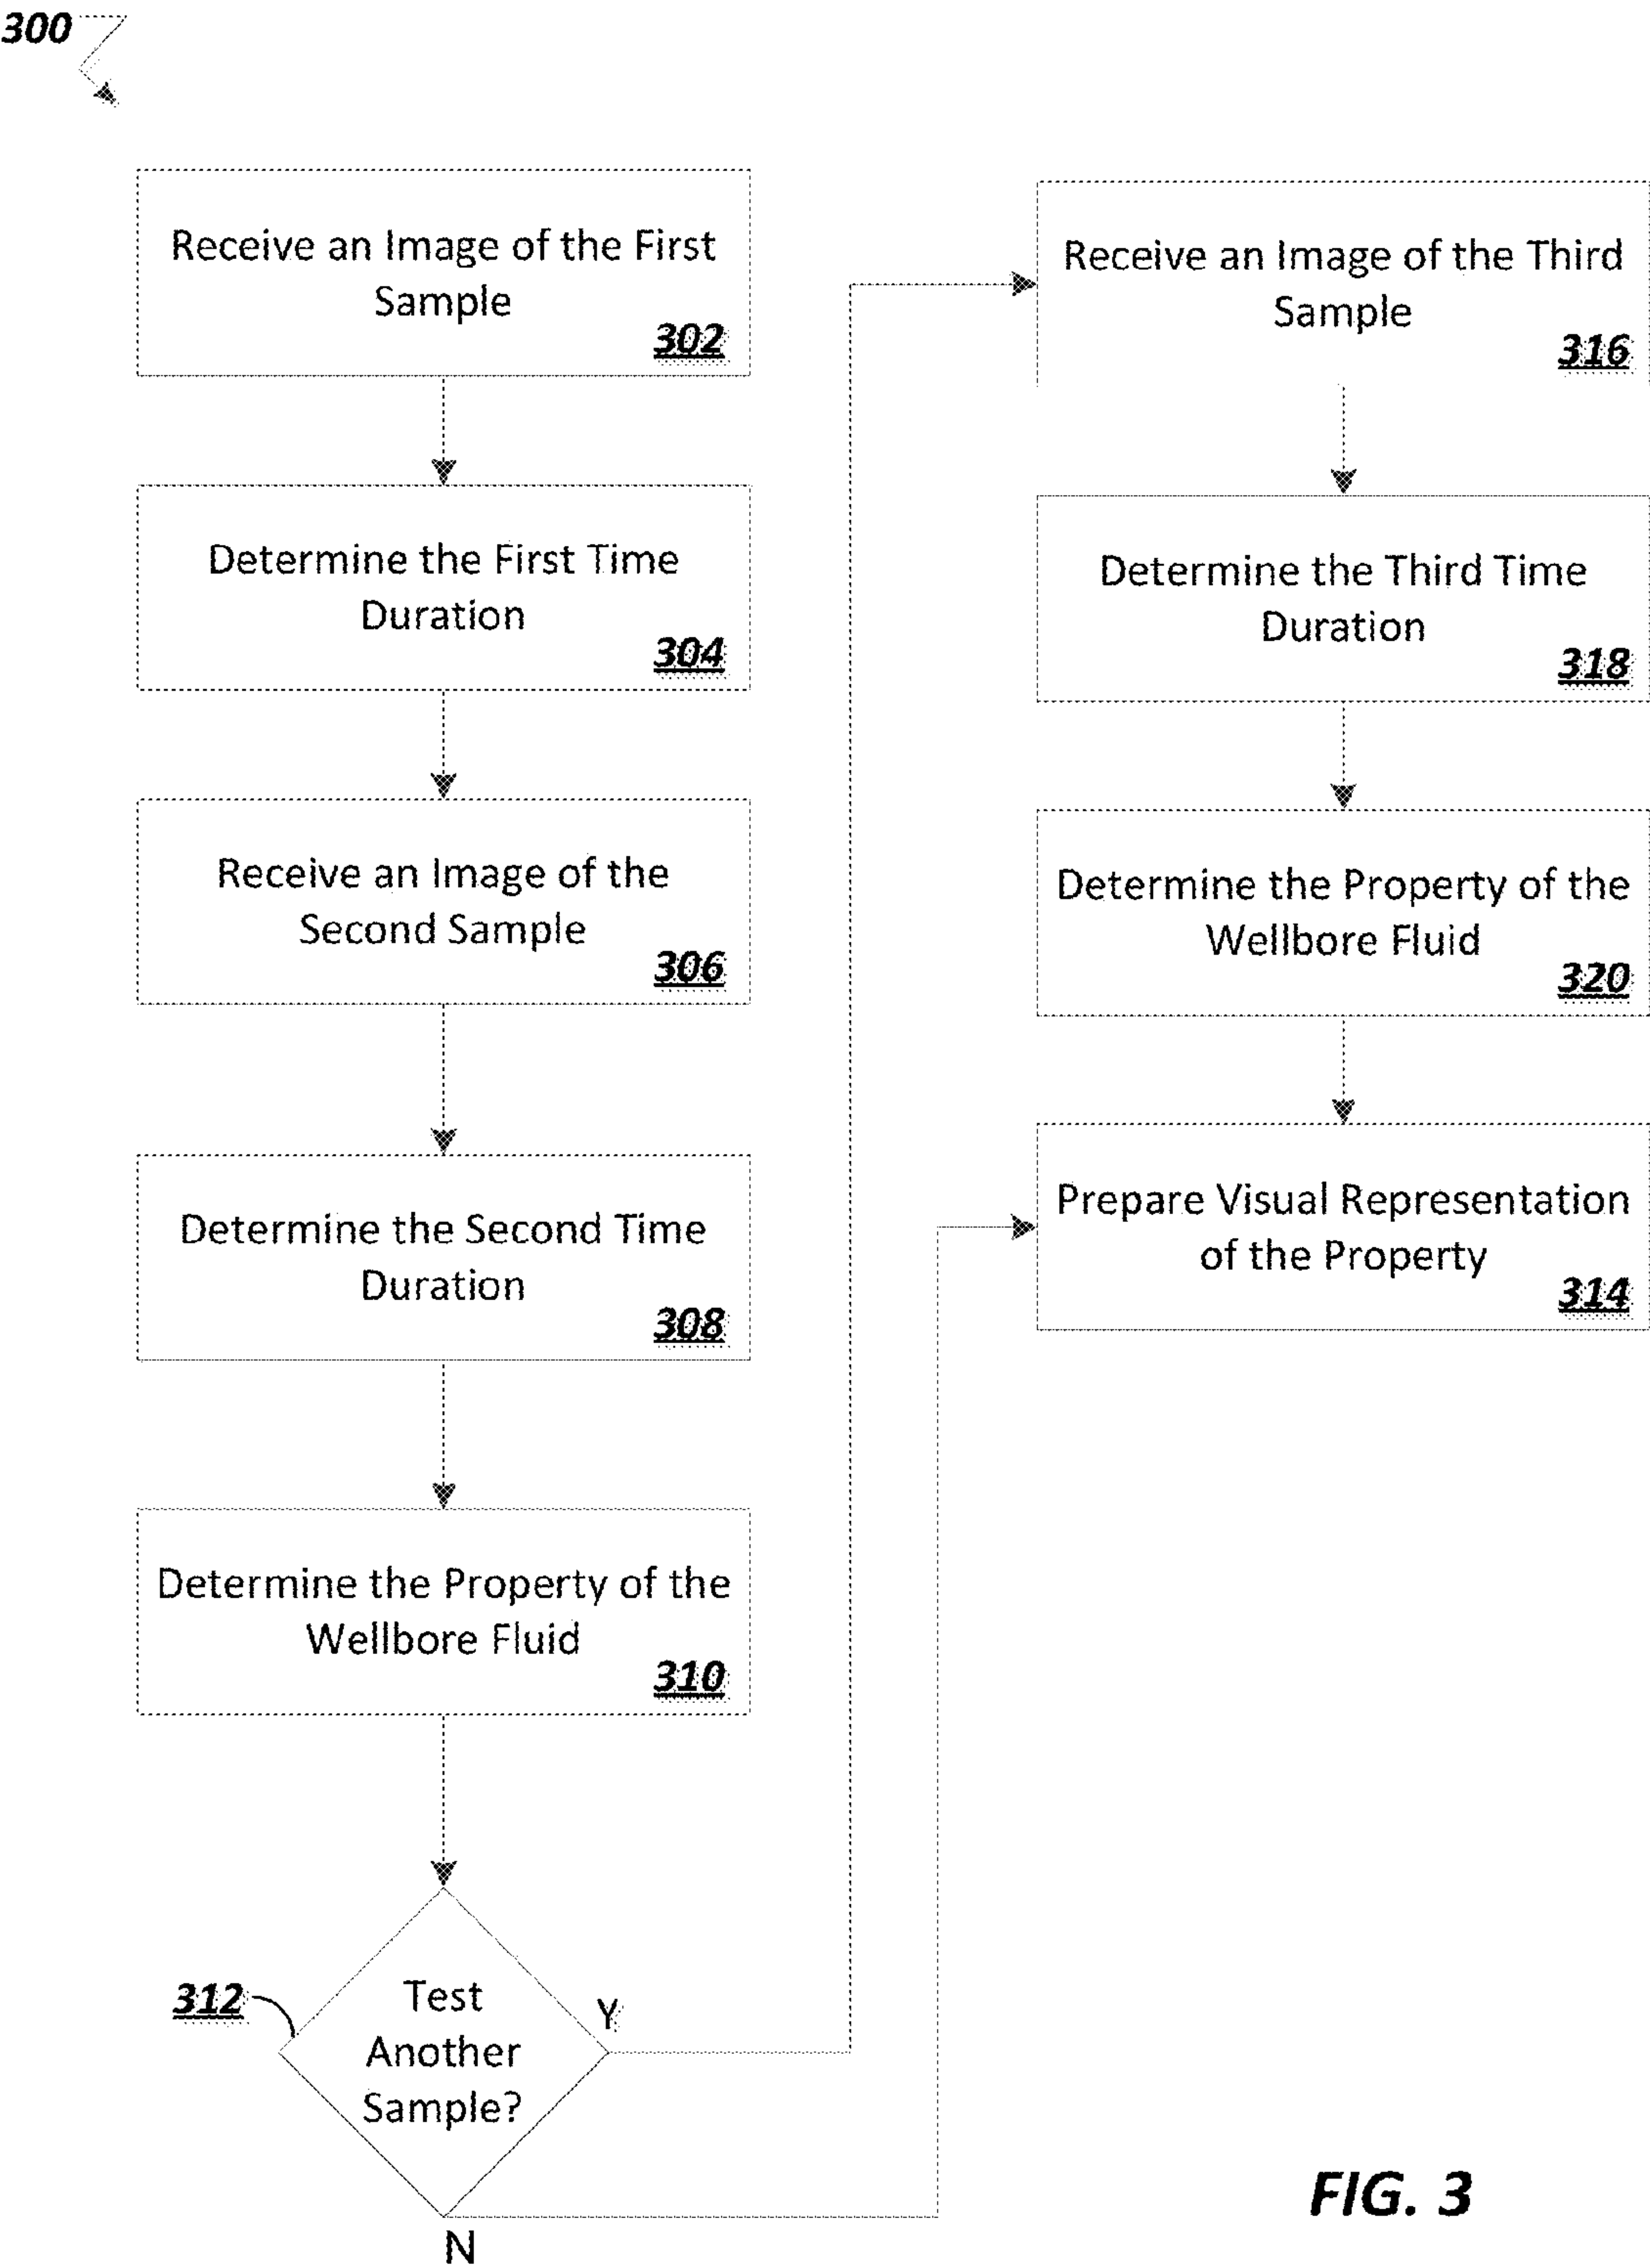 300
Receive an Image of the First
Sample
302
Determine the First Time
Duration
304
Receive an Image of the
Second Sample
306
Determine the Second Time
Duration
308
Determine the Property of the
Wellbore Fluid
310
312
Test
Another
Sample?
Y
N
Receive an Image of the Third
Sample
316
Determine the Third Time
Duration
318
Determine the Property of the
Wellbore Fluid
320
Prepare Visual Representation
of the Property
314
FIG. 3